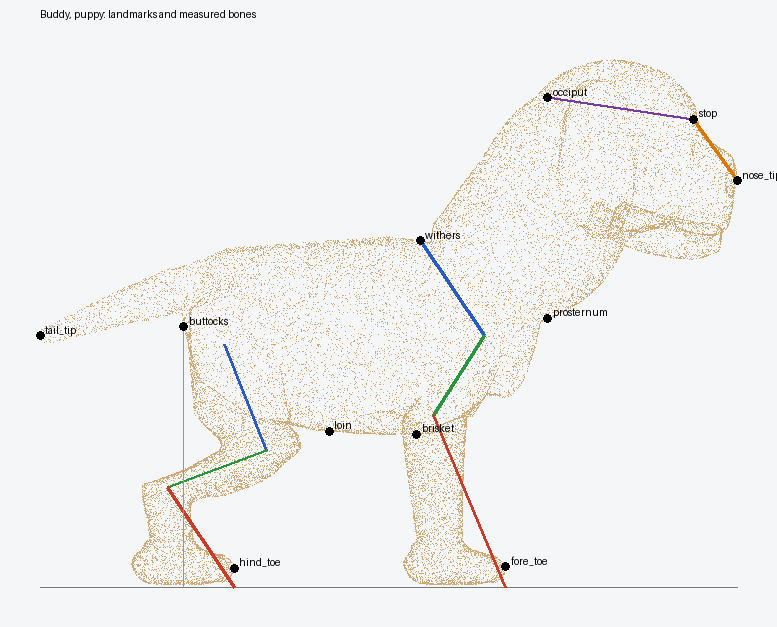 Buddy, puppy: landmarks and measured bones
occiput
stop
nose_tip
withers
prosternum
buttocks
tail_tip
loin
brisket
hind_toe
fore_toe